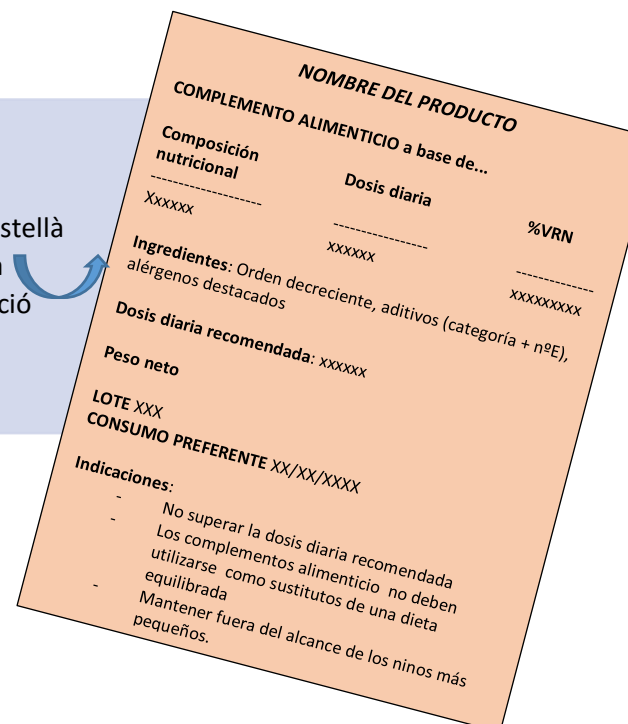 stellà
ció
NOMBRE DEL PRODUCTO
COMPLEMENTO ALIMENTICIO a base de...
Composición
nutricional
Dosis diaria
%VRN
------------------
----------------
-------------
Xxxxxx
xxxxxx
xxxxxxxxx
Ingredientes: Orden decreciente, aditivos (categoría + nºE),
alérgenos destacados
Dosis diaria recomendada: xxxxxx
Peso neto
LOTE XXX
CONSUMO PREFERENTE XX/XX/XXXX
Indicaciones:
- No superar la dosis diaria recomendada
- Los complementos alimenticio no deben
utilizarse como sustitutos de una dieta
equilibrada
- Mantener fuera del alcance de los ninos más
pequeños.